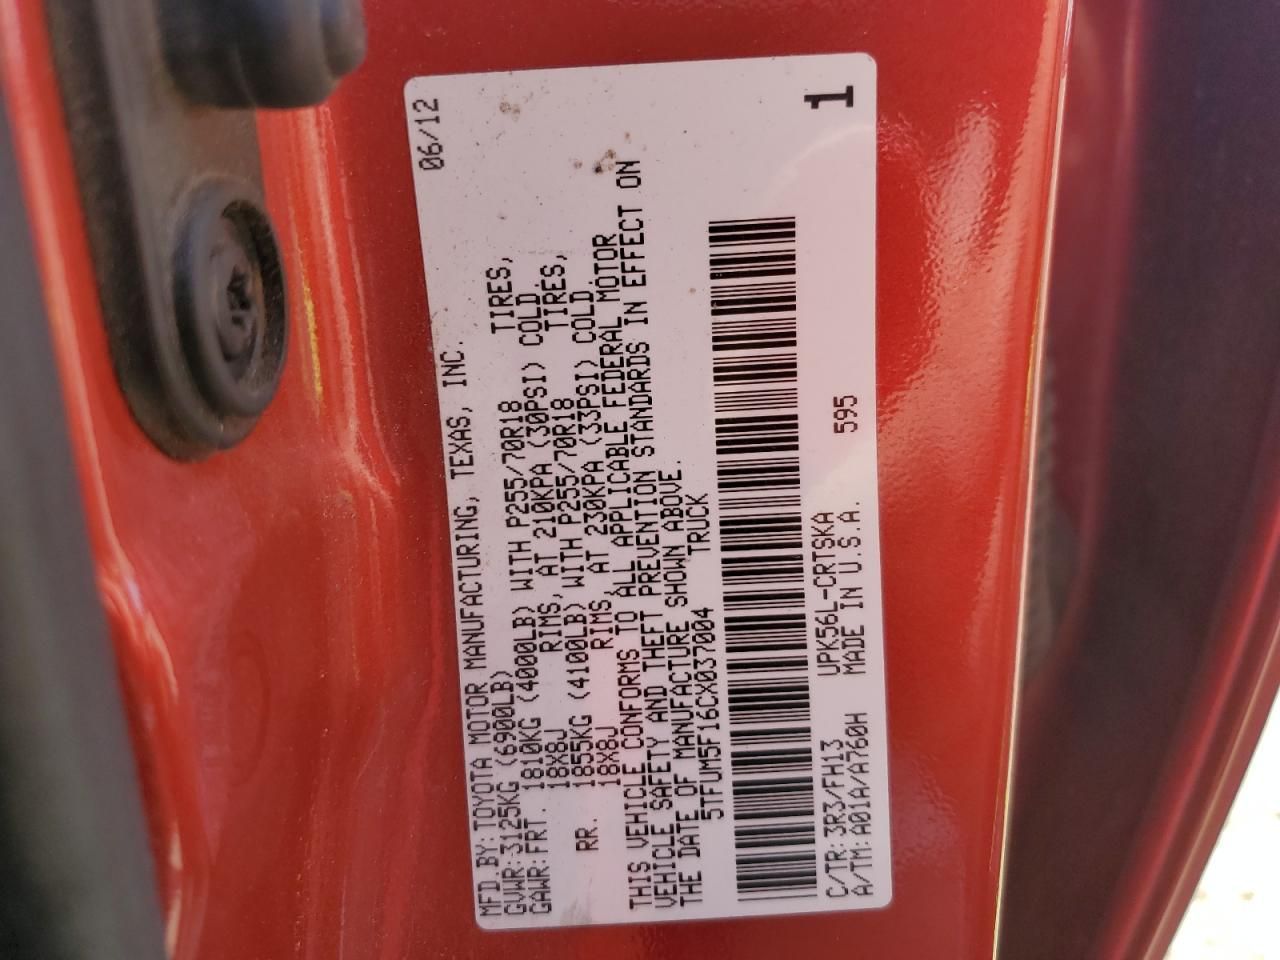 MFD.BY:TOYOTA MOTOR MANUFACTURING, TEXAS, INC. 06/12
GVWR:3125KG (6900LB)
GAWR:FRT. 1810KG (4000LB) WITH P255/70R18 TIRES,
18X8J RIMS, AT 210KPA (30PSI) COLD.
RR. 1855KG (4100LB) WITH P255/70R18 TIRES,
18X8J RIMS, AT 230KPA (33PSI) COLD.
THIS VEHICLE CONFORMS TO ALL APPLICABLE FEDERAL MOTOR
VEHICLE SAFETY AND THEFT PREVENTION STANDARDS IN EFFECT ON
THE DATE OF MANUFACTURE SHOWN ABOVE.
5TFUM5F16CX037004 TRUCK
C/TR:3R3/FH13 UPK56L-CRTSKA
A/TM:A01A/A760H MADE IN U.S.A. 595
1